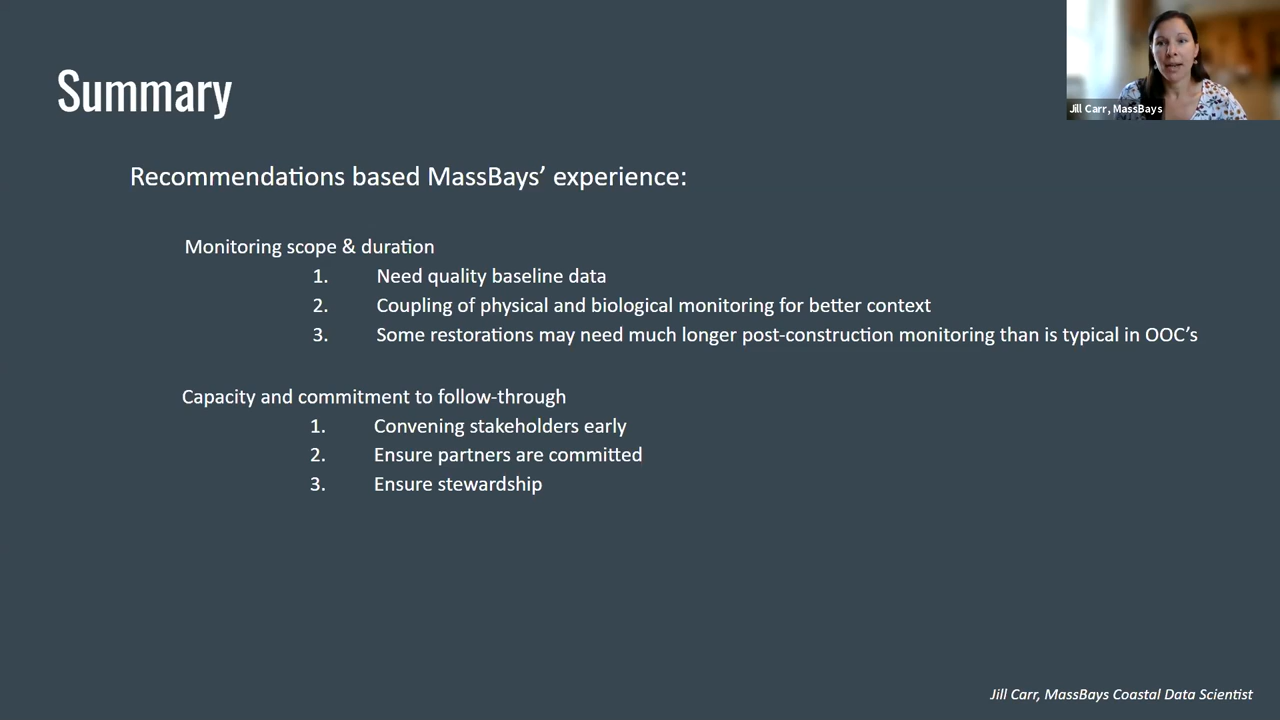 Summary
Jill Carr, MassBays
Recommendations based MassBays’ experience:
Monitoring scope & duration
1. Need quality baseline data
2. Coupling of physical and biological monitoring for better context
3. Some restorations may need much longer post-construction monitoring than is typical in OOC’s
Capacity and commitment to follow-through
1. Convening stakeholders early
2. Ensure partners are committed
3. Ensure stewardship
Jill Carr, MassBays Coastal Data Scientist